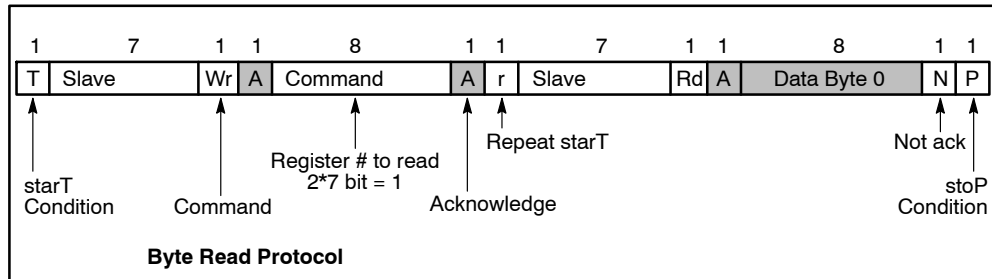 1 7 1 1 8 1 1 7 1 1 8 1 1
T Slave Wr A Command A r Slave Rd A Data Byte 0 N P
Repeat starT
Not ack
Register # to read
2*7 bit = 1
starT
Condition
Command
Acknowledge
stoP
Condition
Byte Read Protocol